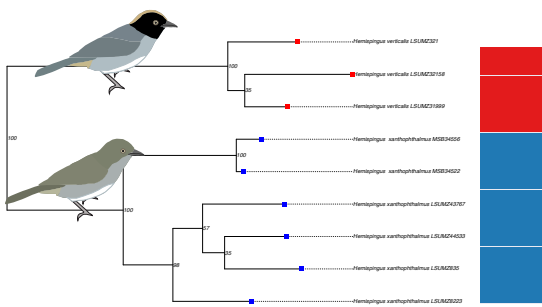 Hemispingus verticalis LSUMZ321
100
Hemispingus verticalis LSUMZ32158
35
Hemispingus verticalis LSUMZ31999
Hemispingus xanthophthalmus MSB34556
100
100
Hemispingus xanthophthalmus MSB34522
Hemispingus xanthophthalmus LSUMZ43767
100
57
Hemispingus xanthophthalmus LSUMZ44533
35
98
Hemispingus xanthophthalmus LSUMZ835
Hemispingus xanthophthalmus LSUMZ8223